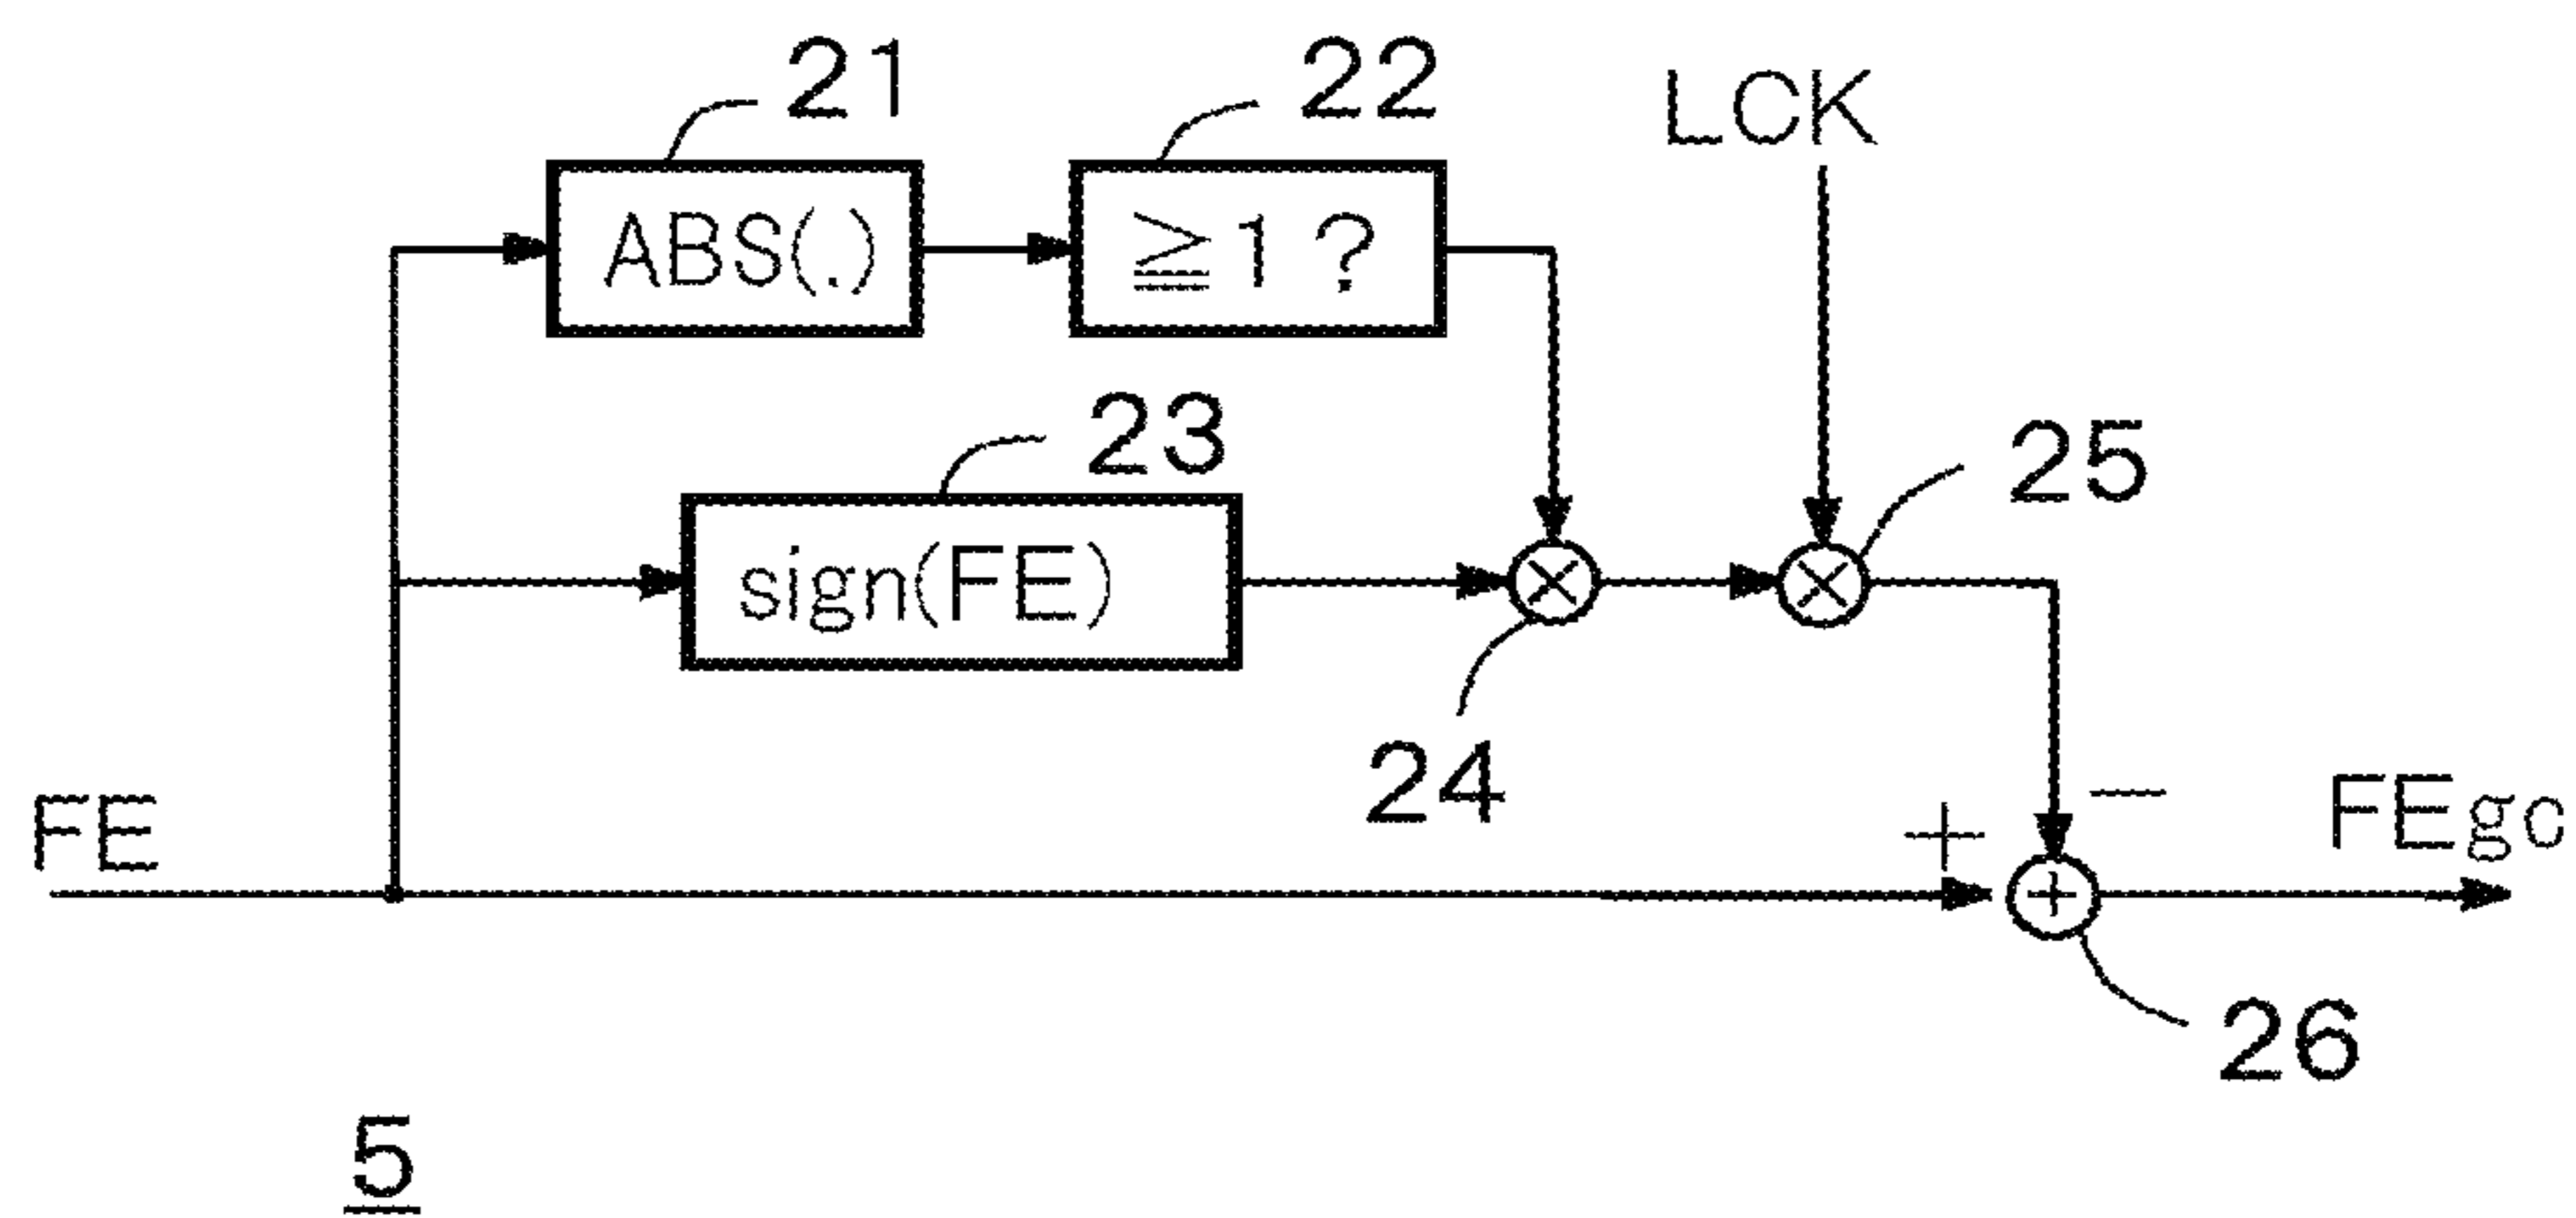 21
22
LCK
ABS(.)
≧1?
23
25
sign(FE)
24
FE
+
−
FEgc
26
5